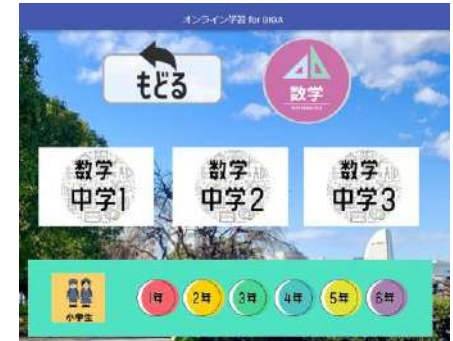 オンライン学習 for GIGA
もどる
数学
数学
中学1
数学
中学2
数学
中学3
小学生
1年
2年
3年
4年
5年
6年